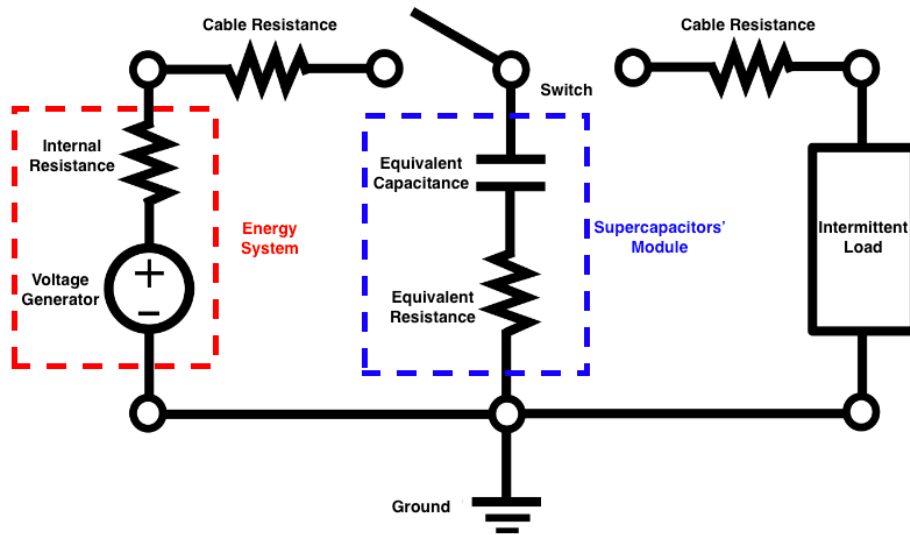 Cable Resistance
Cable Resistance
Switch
Internal
Resistance
Equivalent
Capacitance
Energy
System
Supercapacitors'
Module
Intermittent
Load
Voltage
Generator
+
−
Equivalent
Resistance
Ground